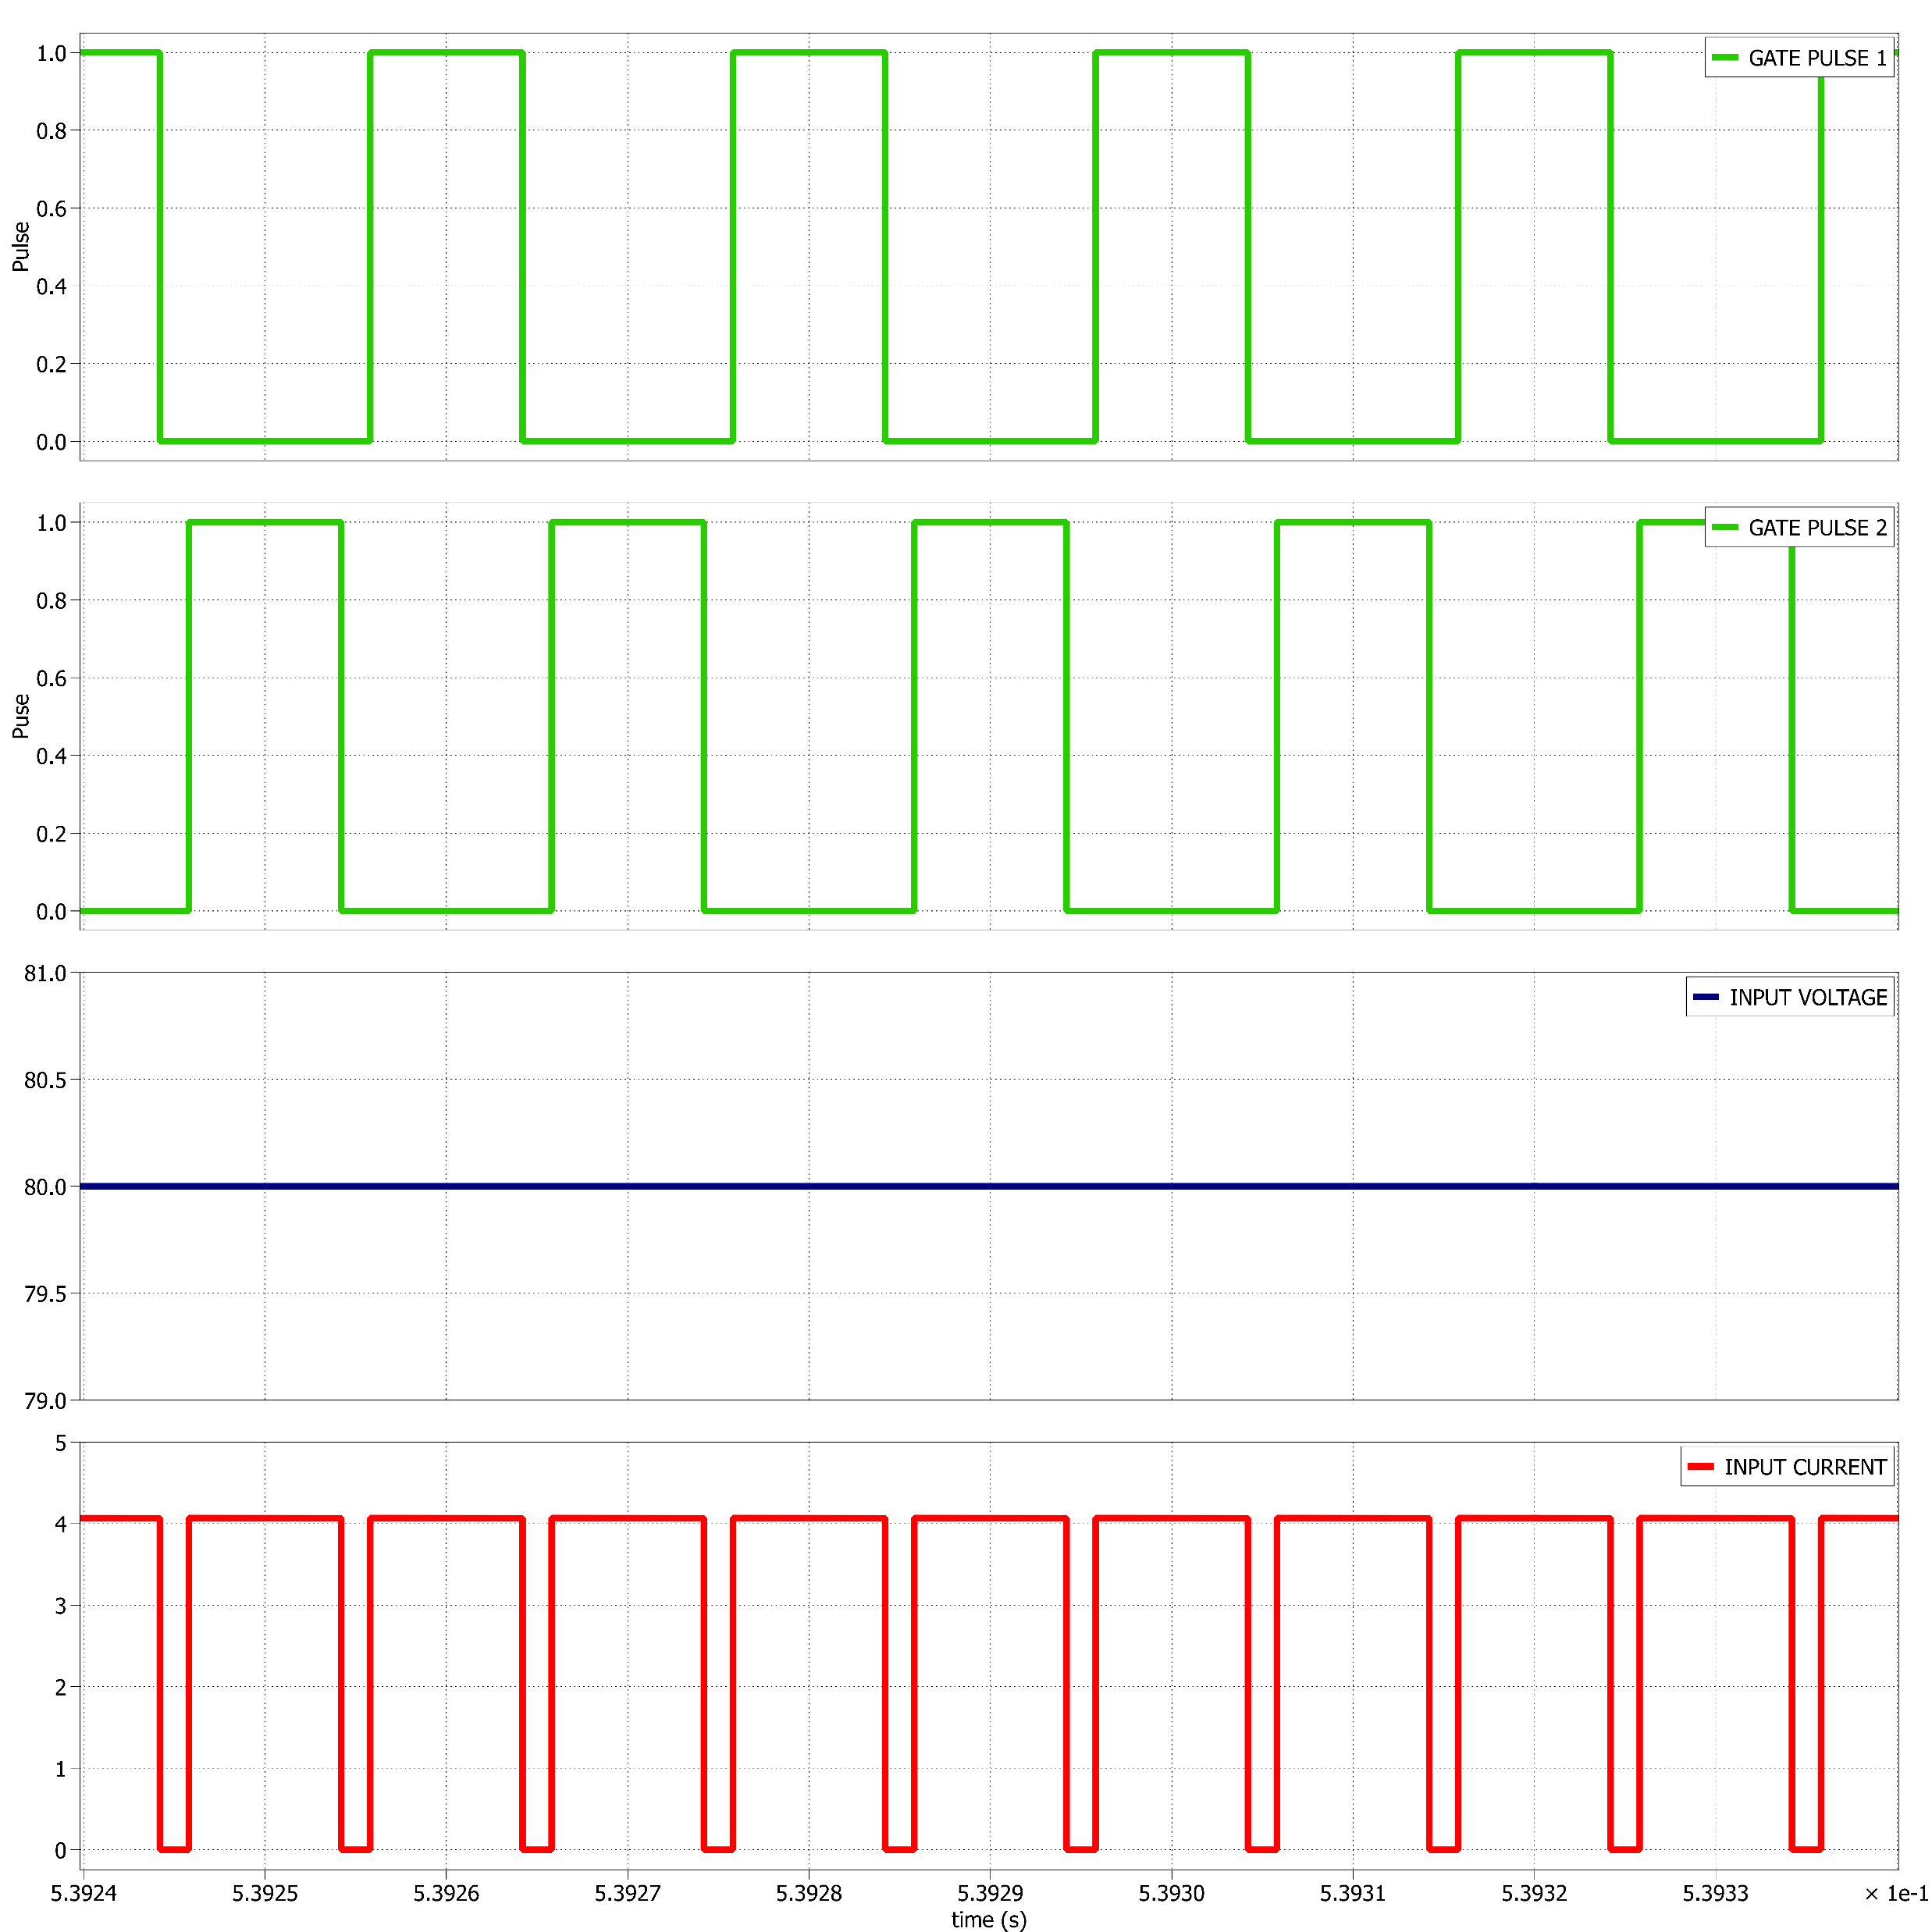 1.0
0.8
0.6
0.4
0.2
0.0
Pulse
GATE PULSE 1
1.0
0.8
0.6
0.4
0.2
0.0
Puse
GATE PULSE 2
81.0
80.5
80.0
79.5
79.0
INPUT VOLTAGE
5
4
3
2
1
0
INPUT CURRENT
5.3924 5.3925 5.3926 5.3927 5.3928 5.3929 5.3930 5.3931 5.3932 5.3933 × 1e-1
time (s)